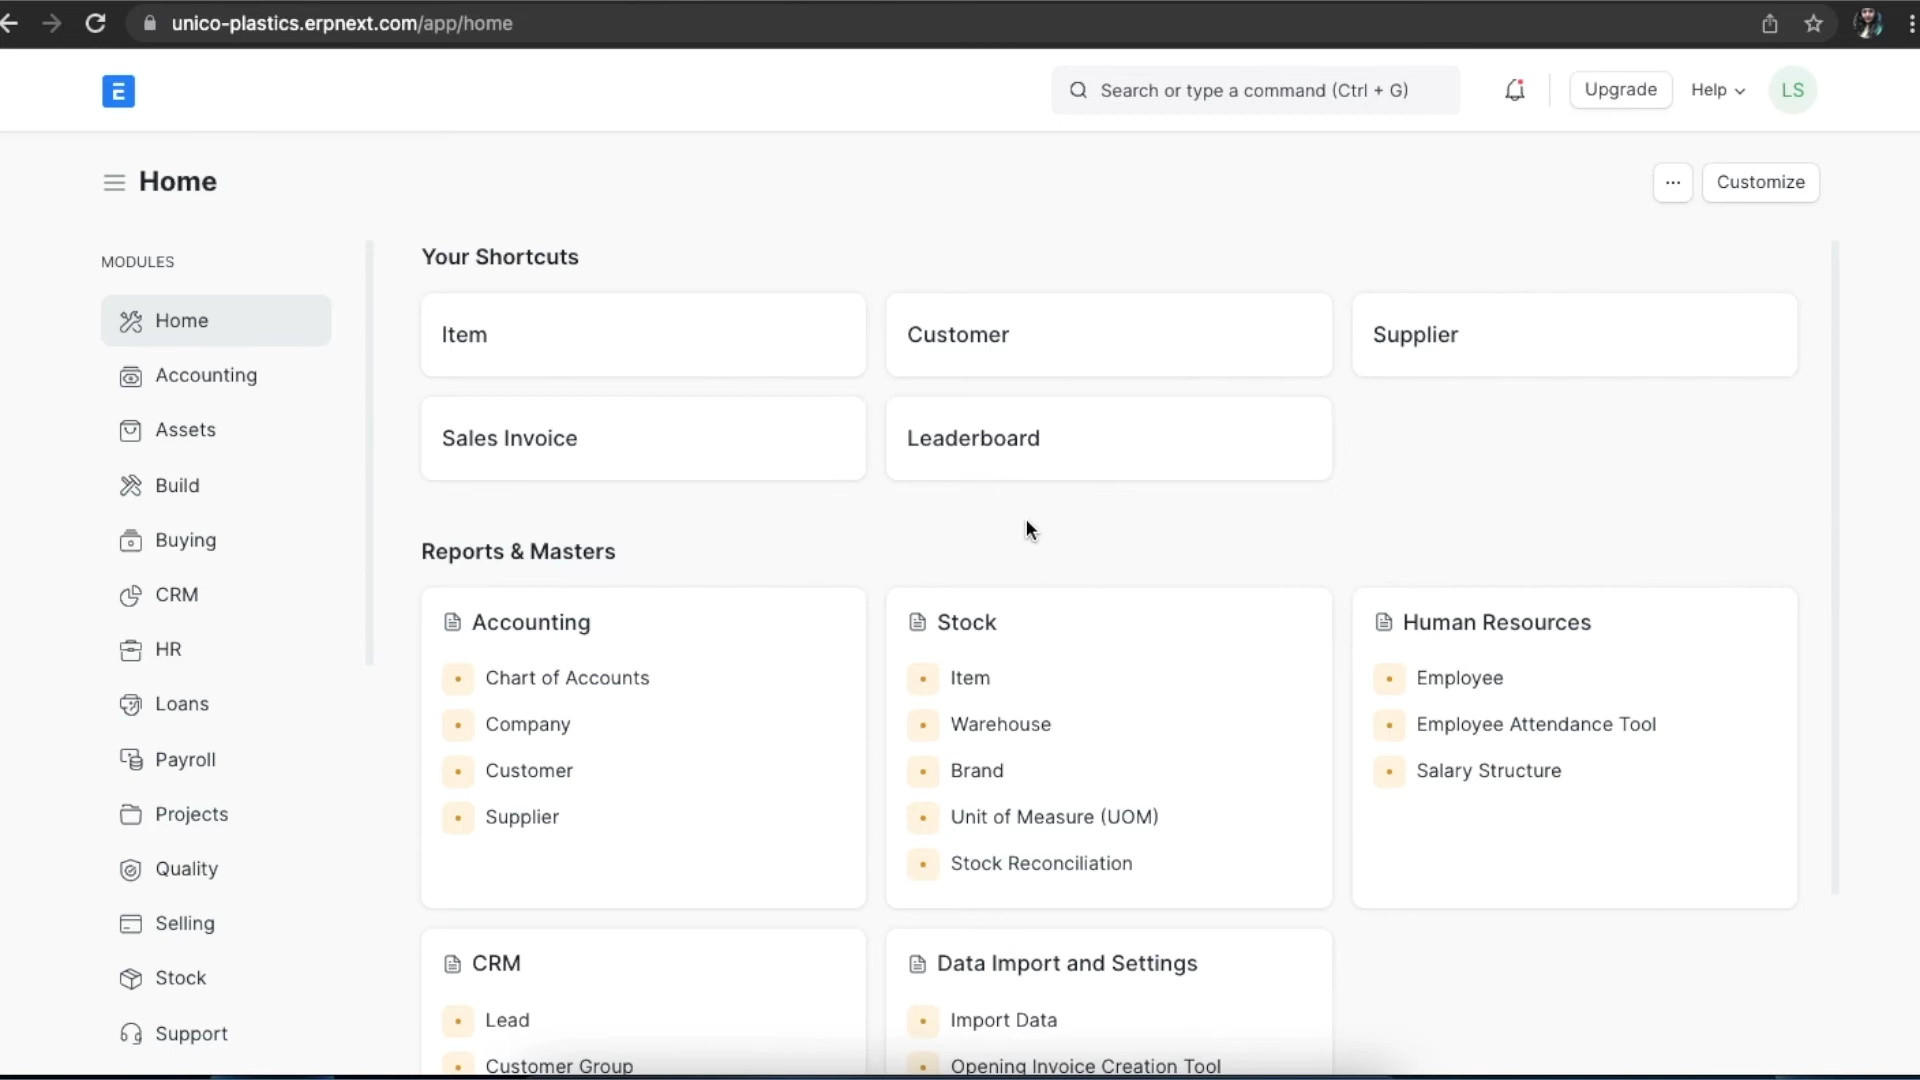 unico-plastics.erpnext.com/app/home
E
Search or type a command (Ctrl + G)
Upgrade
Help
LS
Home
...
Customize
MODULES
Home
Accounting
Assets
Build
Buying
CRM
HR
Loans
Payroll
Projects
Quality
Selling
Stock
Support
Your Shortcuts
Item
Customer
Supplier
Sales Invoice
Leaderboard
Reports & Masters
Accounting
Chart of Accounts
Company
Customer
Supplier
Stock
Item
Warehouse
Brand
Unit of Measure (UOM)
Stock Reconciliation
Human Resources
Employee
Employee Attendance Tool
Salary Structure
CRM
Lead
Customer Group
Data Import and Settings
Import Data
Opening Invoice Creation Tool